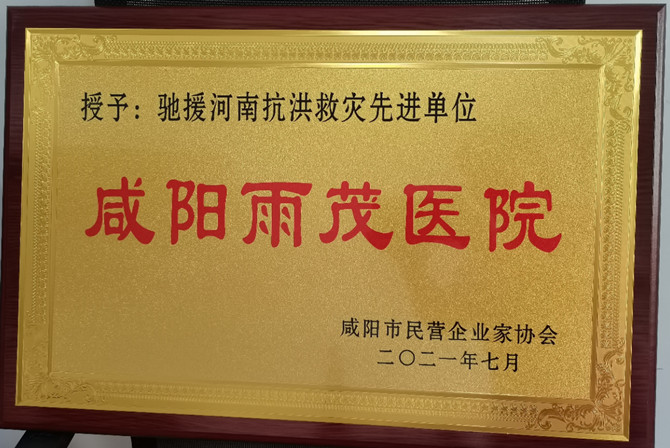 授予：驰援河南抗洪救灾先进单位
咸阳雨茂医院
咸阳市民营企业家协会
二〇二一年七月